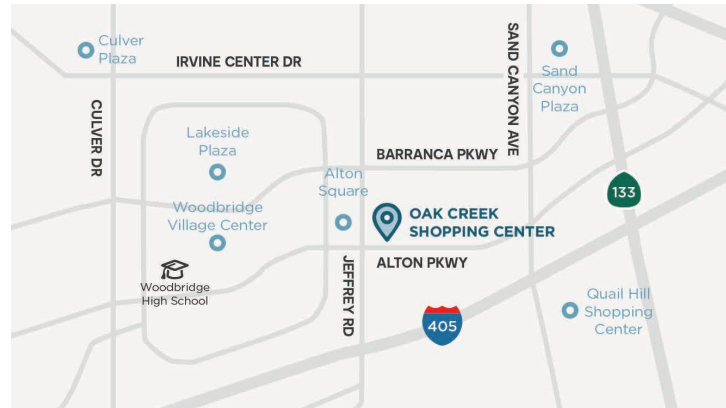 Culver
Plaza
IRVINE CENTER DR
SAND CANYON AVE
Sand
Canyon
Plaza
CULVER DR
Lakeside
Plaza
BARRANCA PKWY
Alton
Square
133
Woodbridge
Village Center
OAK CREEK
SHOPPING CENTER
ALTON PKWY
JEFFREY RD
Woodbridge
High School
405
Quail Hill
Shopping
Center